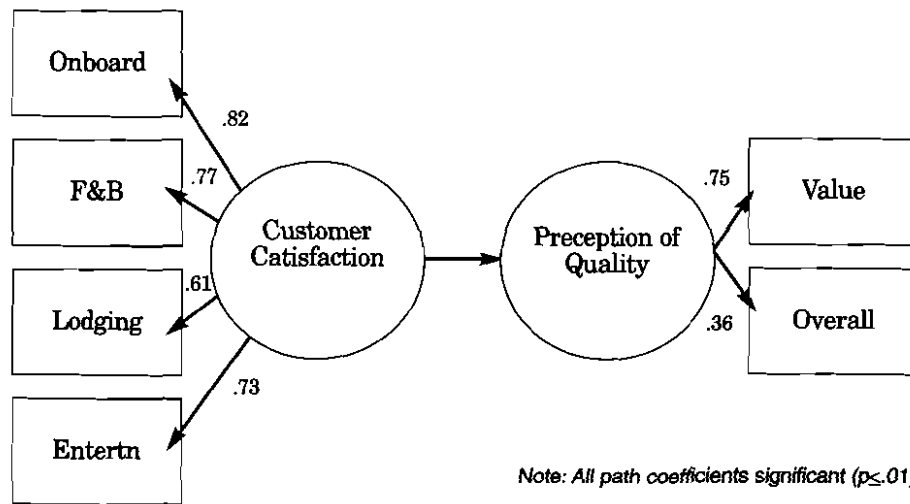 Onboard
.82
F&B
.77
Customer
Catisfaction
Lodging
.61
Entertn
.73
Preception of
Quality
.75
Value
.36
Overall
Note: All path coefficients significant (p≤.01)